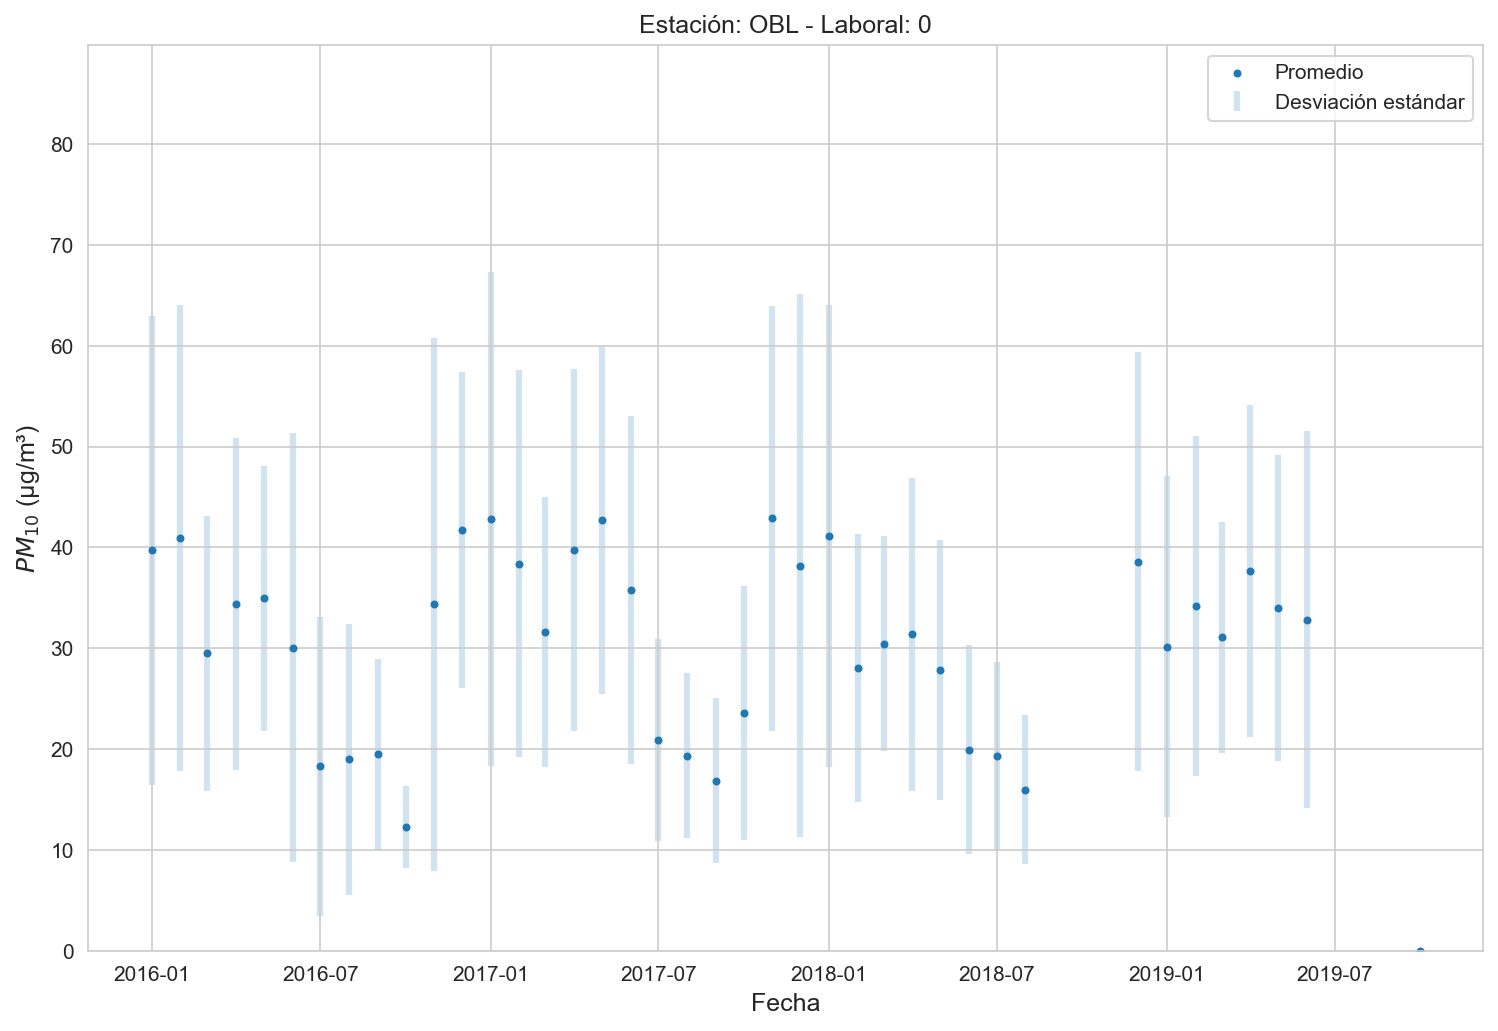 Estación: OBL - Laboral: 0
Promedio
Desviación estándar
80
70
60
50
40
30
20
10
0
PM₁₀ (µg/m³)
2016-01 2016-07 2017-01 2017-07 2018-01 2018-07 2019-01 2019-07
Fecha